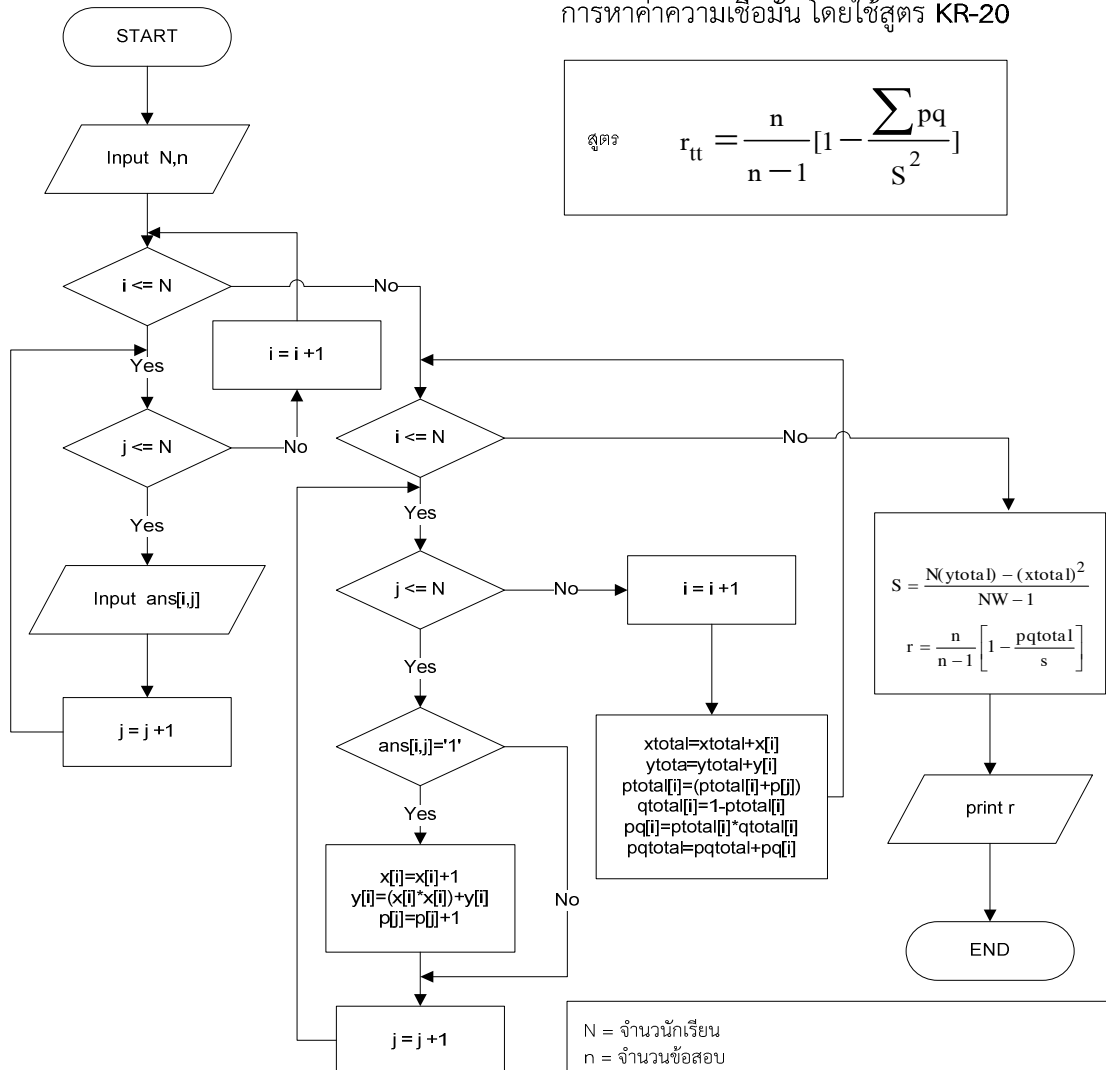 การหาค่าความเชื่อมั่น โดยใช้สูตร KR-20
สูตร r_tt = n / (n − 1) [1 − ∑pq / S^2]
START
Input N,n
i <= N
No
Yes
i = i +1
j <= N
No
Yes
Input ans[i,j]
j = j +1
i <= N
No
Yes
j <= N
No
Yes
i = i +1
ans[i,j]='1'
Yes
No
x[i]=x[i]+1
y[i]=(x[i]*x[i])+y[i]
p[j]=p[j]+1
j = j +1
xtotal=xtotal+x[i]
ytota=ytotal+y[i]
ptotal[i]=(ptotal[i]+p[j])
qtotal[i]=1-ptotal[i]
pq[i]=ptotal[i]*qtotal[i]
pqtotal=pqtotal+pq[i]
S = N(ytotal) − (xtotal)^2 / NW − 1
r = n / (n − 1) [1 − pqtotal / s]
print r
END
N = จำนวนักเรียน
n = จำนวนข้อสอบ